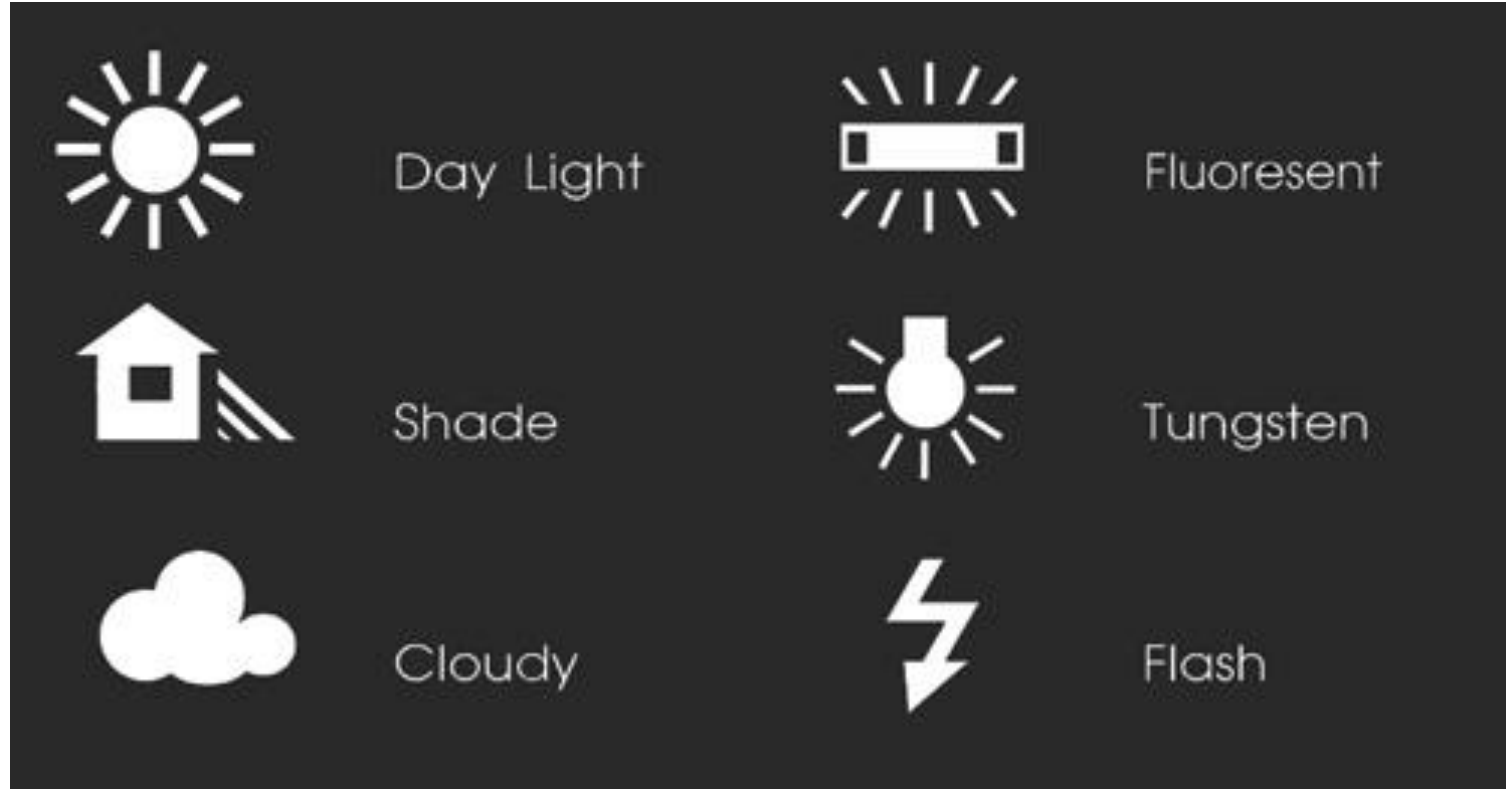 Day Light
Fluoresent
Shade
Tungsten
Cloudy
Flash